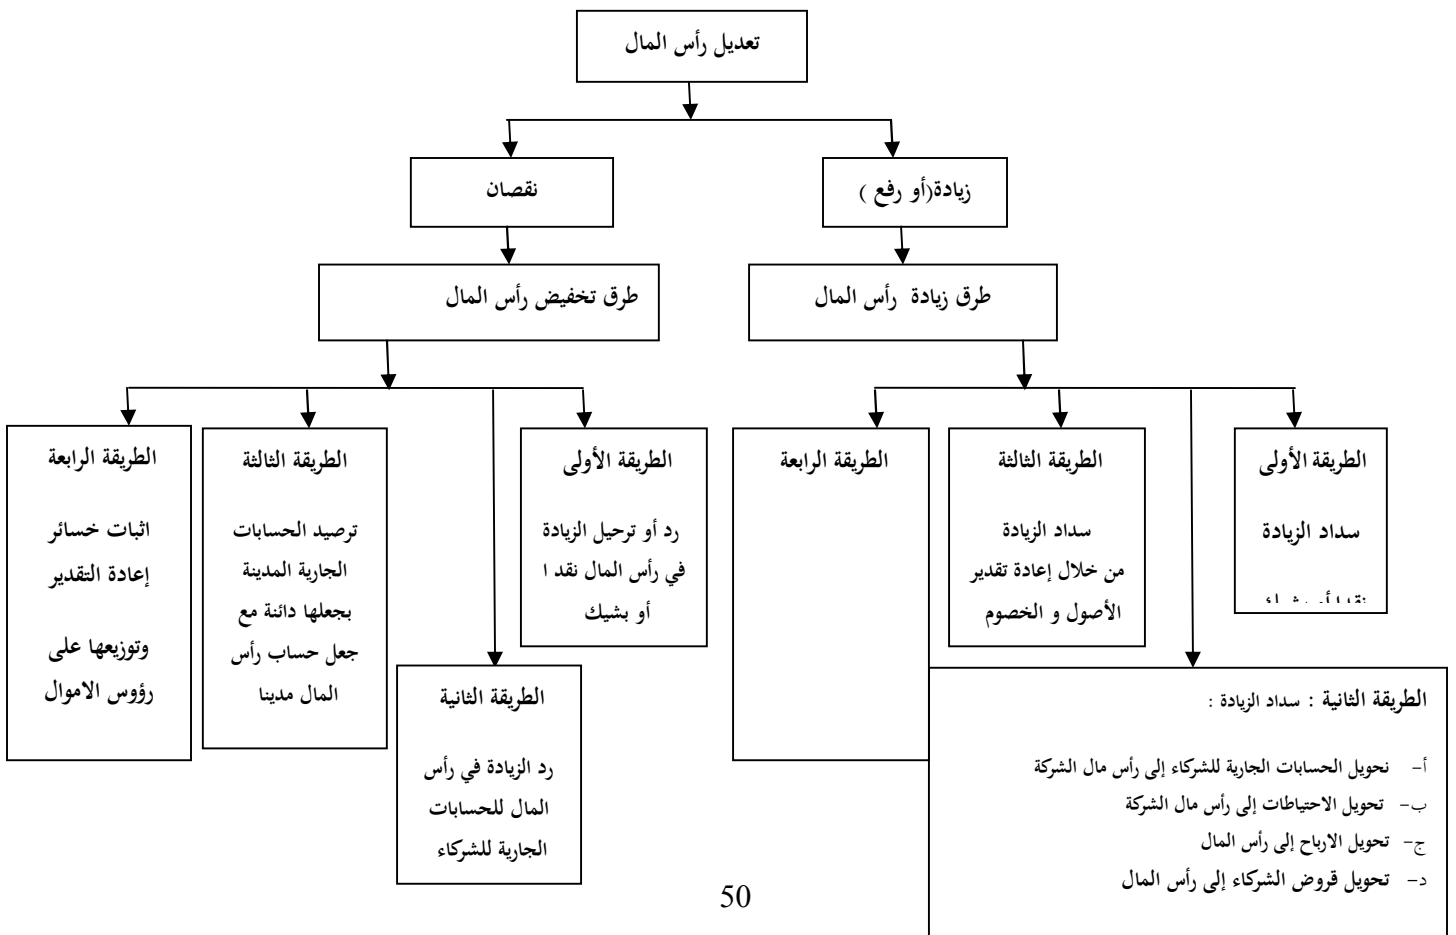 تعديل رأس المال
زيادة(أو رفع )
نقصان
طرق زيادة رأس المال
طرق تخفيض رأس المال
الطريقة الأولى
سداد الزيادة
الطريقة الثالثة
سداد الزيادة
من خلال إعادة تقدير
الأصول و الخصوم
الطريقة الرابعة
الطريقة الثانية : سداد الزيادة :
أ- نحويل الحسابات الجارية للشركاء إلى رأس مال الشركة
ب- تحويل الاحتياطات إلى رأس مال الشركة
ج- تحويل الارباح إلى رأس المال
د- تحويل قروض الشركاء إلى رأس المال
الطريقة الأولى
رد أو ترحيل الزيادة
في رأس المال نقد ا
أو بشيك
الطريقة الثانية
رد الزيادة في رأس
المال للحسابات
الجارية للشركاء
الطريقة الثالثة
ترصيد الحسابات
الجارية المدينة
بجعلها دائنة مع
جعل حساب رأس
المال مدينا
الطريقة الرابعة
اثبات خسائر
إعادة التقدير
وتوزيعها على
رؤوس الاموال
50